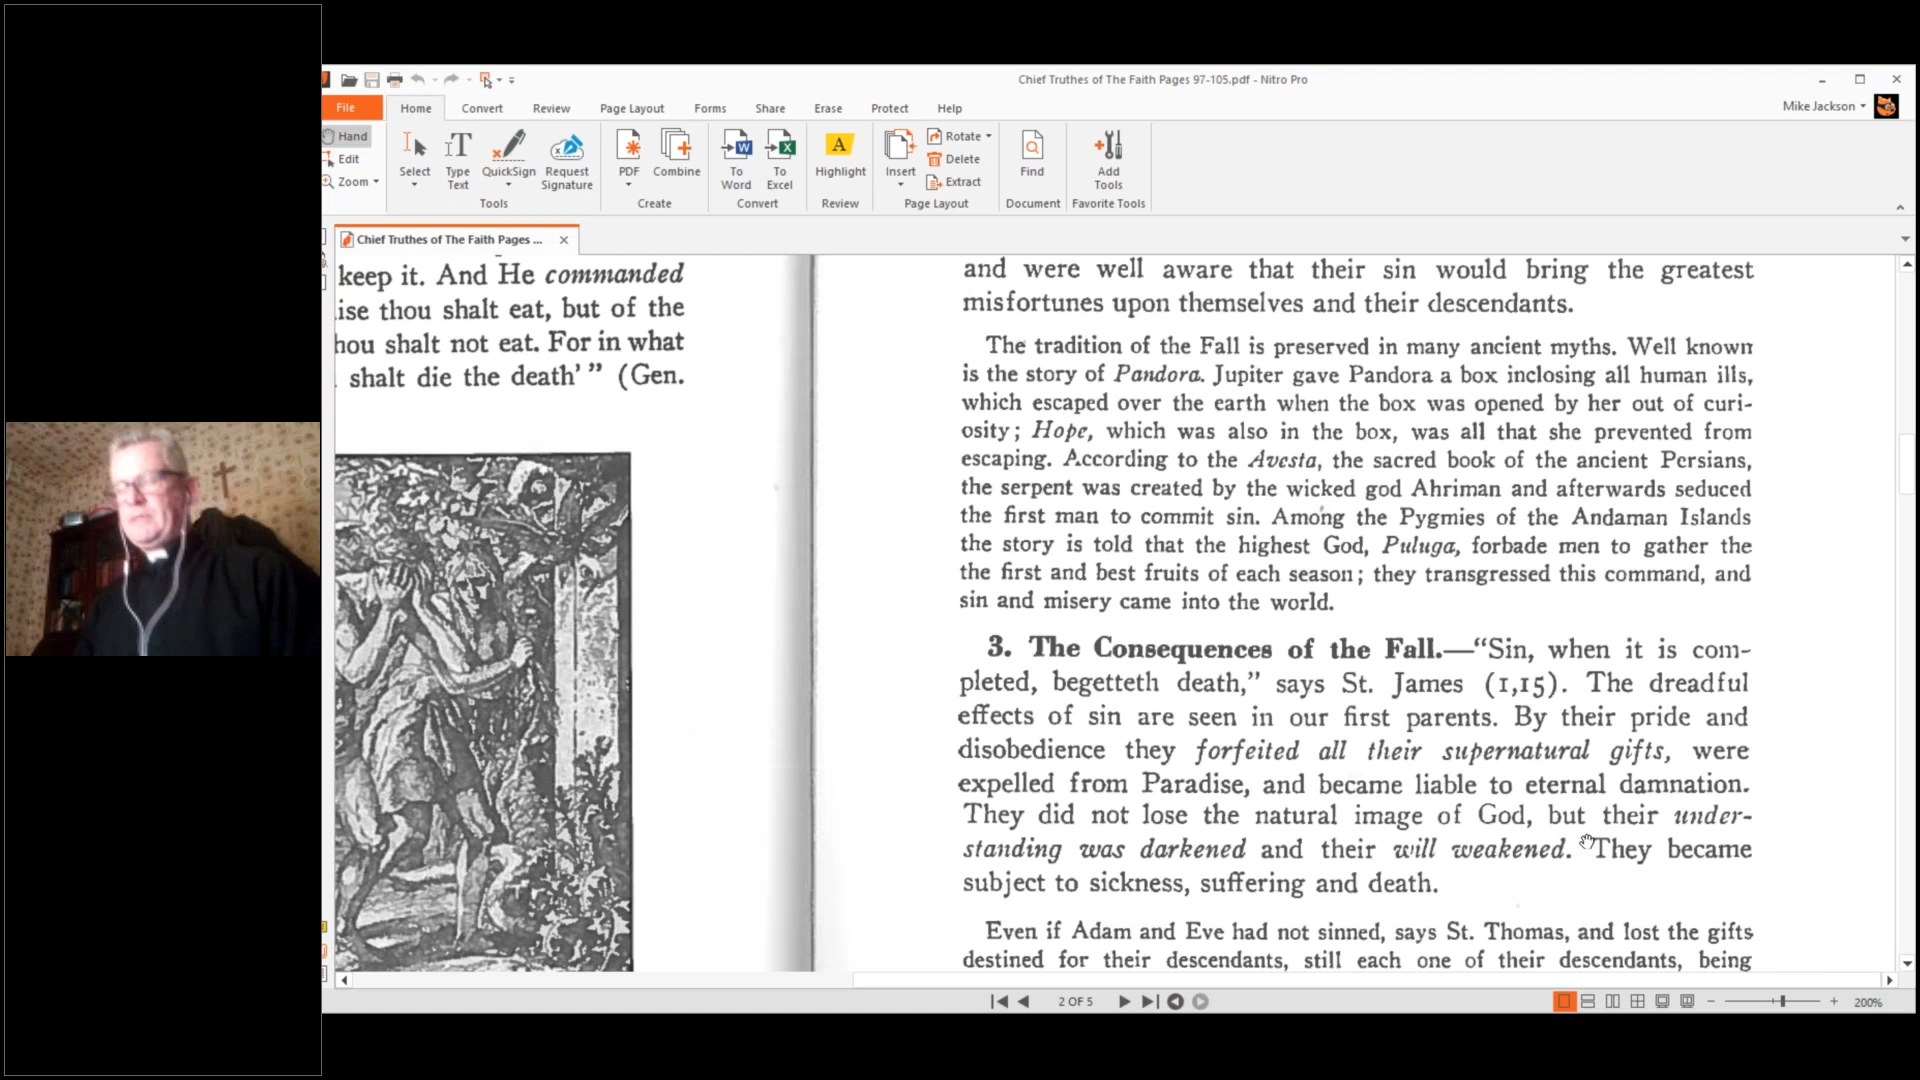 Chief Truthes of The Faith Pages 97-105.pdf - Nitro Pro
File Home Convert Review Page Layout Forms Share Erase Protect Help
Mike Jackson
Hand
Edit
Zoom
Select
Type Text
QuickSign
Request Signature
Tools
PDF
Combine
Create
To Word
To Excel
Convert
Highlight
Review
Insert
Rotate
Delete
Extract
Page Layout
Find
Document
Add Tools
Favorite Tools
Chief Truthes of The Faith Pages ...
keep it. And He commanded
ise thou shalt eat, but of the
hou shalt not eat. For in what
shalt die the death’ ” (Gen.
and were well aware that their sin would bring the greatest
misfortunes upon themselves and their descendants.
The tradition of the Fall is preserved in many ancient myths. Well known
is the story of Pandora. Jupiter gave Pandora a box inclosing all human ills,
which escaped over the earth when the box was opened by her out of curi-
osity; Hope, which was also in the box, was all that she prevented from
escaping. According to the Avesta, the sacred book of the ancient Persians,
the serpent was created by the wicked god Ahriman and afterwards seduced
the first man to commit sin. Among the Pygmies of the Andaman Islands
the story is told that the highest God, Puluga, forbade men to gather the
the first and best fruits of each season; they transgressed this command, and
sin and misery came into the world.
3. The Consequences of the Fall.—“Sin, when it is com-
pleted, begetteth death,” says St. James (1,15). The dreadful
effects of sin are seen in our first parents. By their pride and
disobedience they forfeited all their supernatural gifts, were
expelled from Paradise, and became liable to eternal damnation.
They did not lose the natural image of God, but their under-
standing was darkened and their will weakened. They became
subject to sickness, suffering and death.
Even if Adam and Eve had not sinned, says St. Thomas, and lost the gifts
destined for their descendants, still each one of their descendants, being
2 OF 5
200%